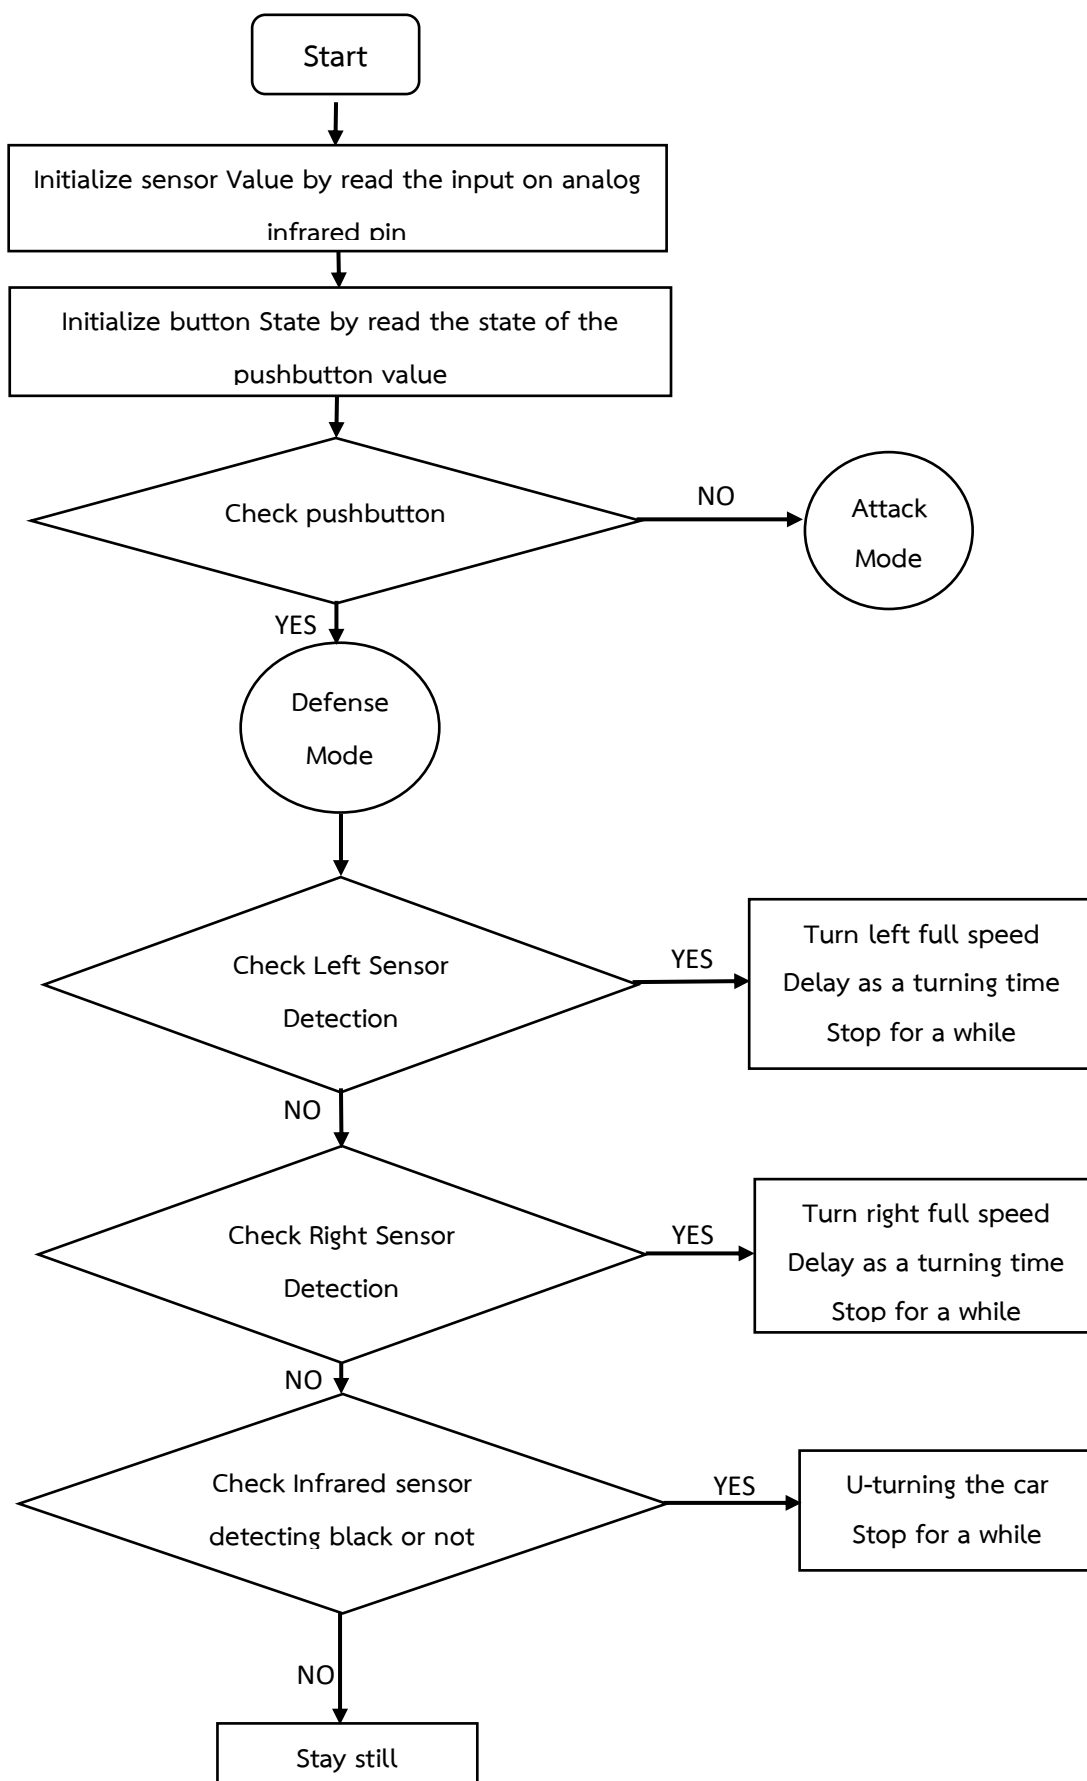 Start
Initialize sensor Value by read the input on analog
infrared pin
Initialize button State by read the state of the
pushbutton value
Check pushbutton
NO
Attack
Mode
YES
Defense
Mode
Check Left Sensor
Detection
YES
Turn left full speed
Delay as a turning time
Stop for a while
NO
Check Right Sensor
Detection
YES
Turn right full speed
Delay as a turning time
Stop for a while
NO
Check Infrared sensor
detecting black or not
YES
U-turning the car
Stop for a while
NO
Stay still